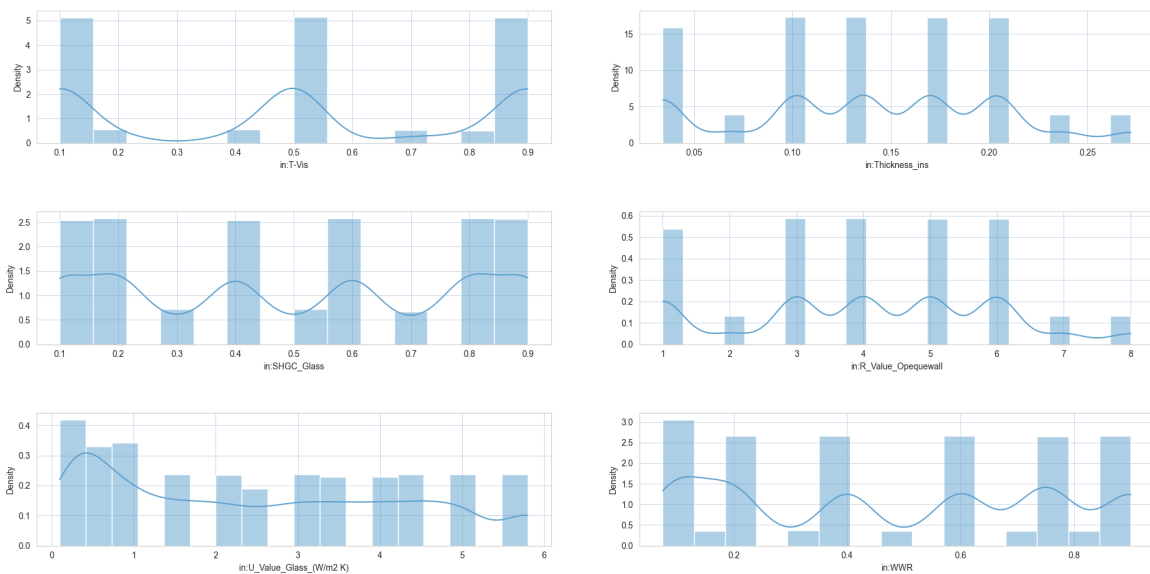 5
4
3
2
1
0
Density
0.1 0.2 0.3 0.4 0.5 0.6 0.7 0.8 0.9
in:T-Vis
15
10
5
0
Density
0.05 0.10 0.15 0.20 0.25
in:Thickness_ins
2.5
2.0
1.5
1.0
0.5
0.0
Density
0.1 0.2 0.3 0.4 0.5 0.6 0.7 0.8 0.9
in:SHGC_Glass
0.6
0.5
0.4
0.3
0.2
0.1
0.0
Density
1 2 3 4 5 6 7 8
in:R_Value_Opequewall
0.4
0.3
0.2
0.1
0.0
Density
0 1 2 3 4 5 6
in:U_Value_Glass_(W/m2 K)
3.0
2.5
2.0
1.5
1.0
0.5
0.0
Density
0.2 0.4 0.6 0.8
in:WWR